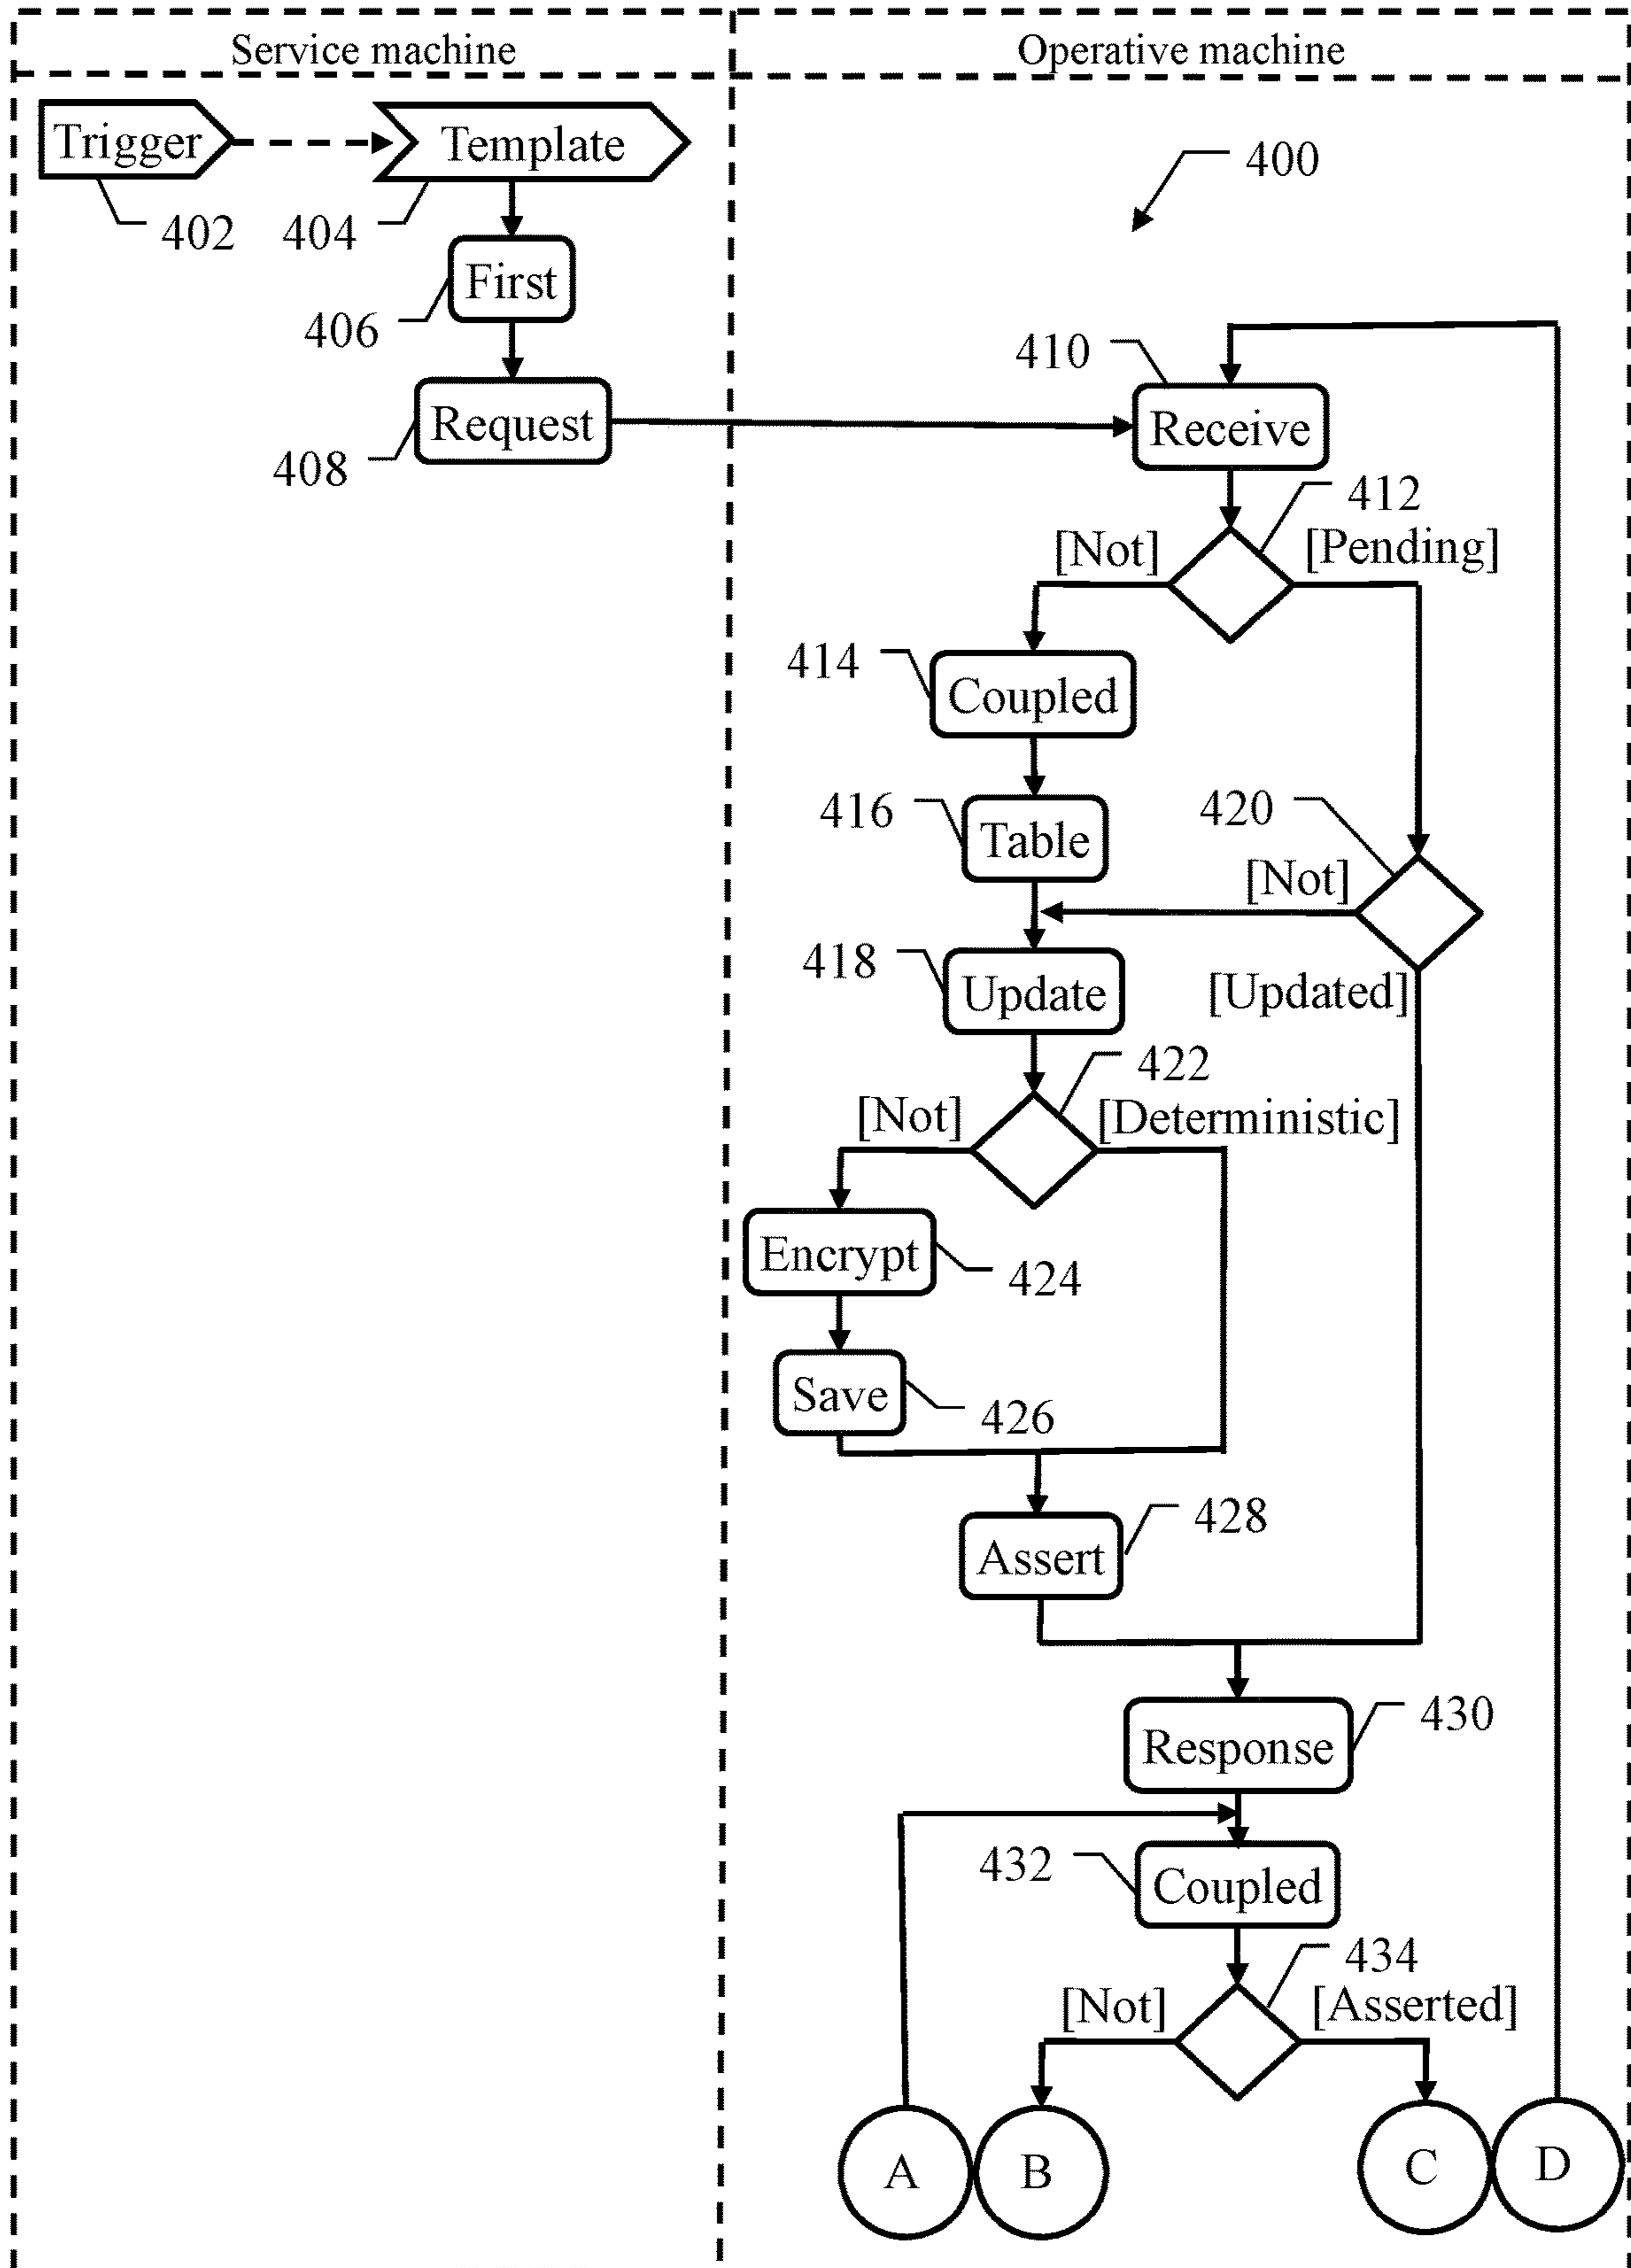 Service machine
Operative machine
Trigger
Template
400
402
404
First
406
410
Request
Receive
408
412
[Not]
[Pending]
414
Coupled
416
Table
420
[Not]
418
Update
[Updated]
422
[Not]
[Deterministic]
Encrypt
424
Save
426
428
Assert
430
Response
432
Coupled
434
[Not]
[Asserted]
A
B
C
D